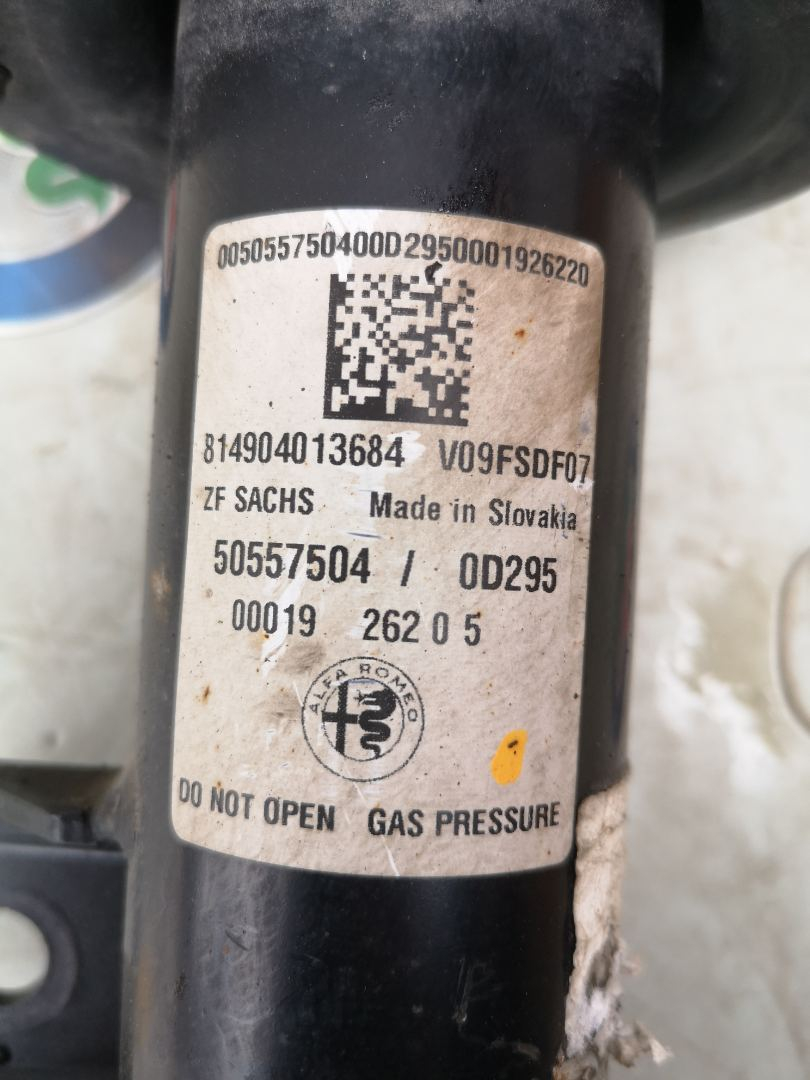 005055750400D2950001926220
814904013684 V09FSDF07
ZF SACHS Made in Slovakia
50557504 / 0D295
00019 262 0 5
ALFA ROMEO
DO NOT OPEN GAS PRESSURE